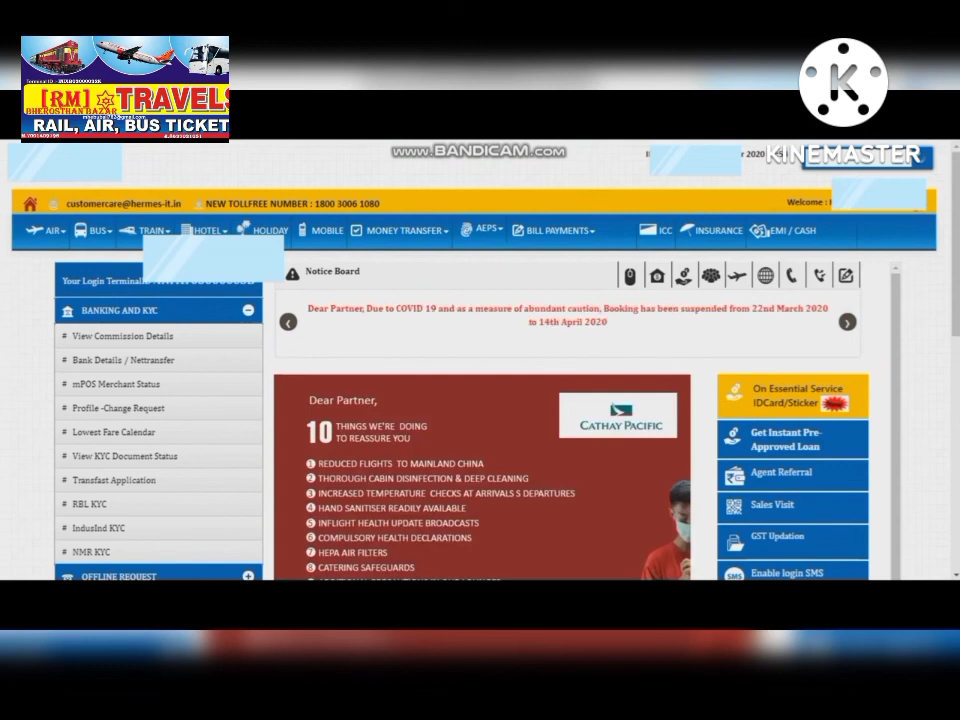 Terminal ID :- INDIB03000032K
[RM] TRAVELS
BHEROSTHAN BAZAR
RAIL, AIR, BUS TICKET
www.BANDICAM.com
2020
KINEMASTER
customercare@hermes-it.in
NEW TOLLFREE NUMBER : 1800 3006 1080
Welcome :
AIR BUS TRAIN HOTEL HOLIDAY MOBILE MONEY TRANSFER AEPS BILL PAYMENTS ICC INSURANCE EMI / CASH
Your Login Terminal
Notice Board
Dear Partner, Due to COVID 19 and as a measure of abundant caution, Booking has been suspended from 22nd March 2020
to 14th April 2020
BANKING AND KYC
# View Commission Details
# Bank Details / Nettransfer
# mPOS Merchant Status
# Profile -Change Request
# Lowest Fare Calendar
# View KYC Document Status
# Transfast Application
# RBL KYC
# IndusInd KYC
# NMR KYC
OFFLINE REQUEST
Dear Partner,
CATHAY PACIFIC
10 THINGS WE'RE DOING
TO REASSURE YOU
1 REDUCED FLIGHTS TO MAINLAND CHINA
2 THOROUGH CABIN DISINFECTION & DEEP CLEANING
3 INCREASED TEMPERATURE CHECKS AT ARRIVALS S DEPARTURES
4 HAND SANITISER READILY AVAILABLE
5 INFLIGHT HEALTH UPDATE BROADCASTS
6 COMPULSORY HEALTH DECLARATIONS
7 HEPA AIR FILTERS
8 CATERING SAFEGUARDS
On Essential Service
IDCard/Sticker New
Get Instant Pre-
Approved Loan
Agent Referral
Sales Visit
GST Updation
SMS Enable login SMS